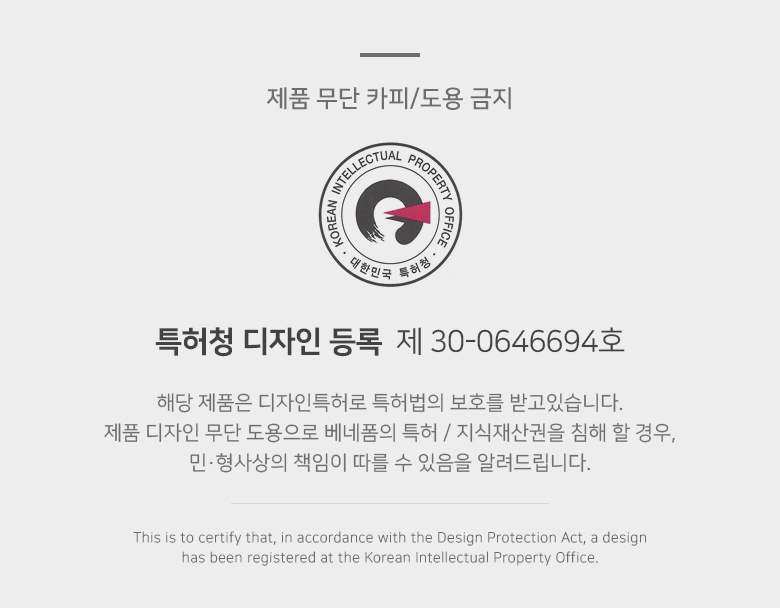 제품 무단 카피/도용 금지
KOREAN INTELLECTUAL PROPERTY OFFICE
· 대한민국 특허청 ·
특허청 디자인 등록 제 30-0646694호
해당 제품은 디자인특허로 특허법의 보호를 받고있습니다.
제품 디자인 무단 도용으로 베네폼의 특허 / 지식재산권을 침해 할 경우,
민·형사상의 책임이 따를 수 있음을 알려드립니다.
This is to certify that, in accordance with the Design Protection Act, a design
has been registered at the Korean Intellectual Property Office.